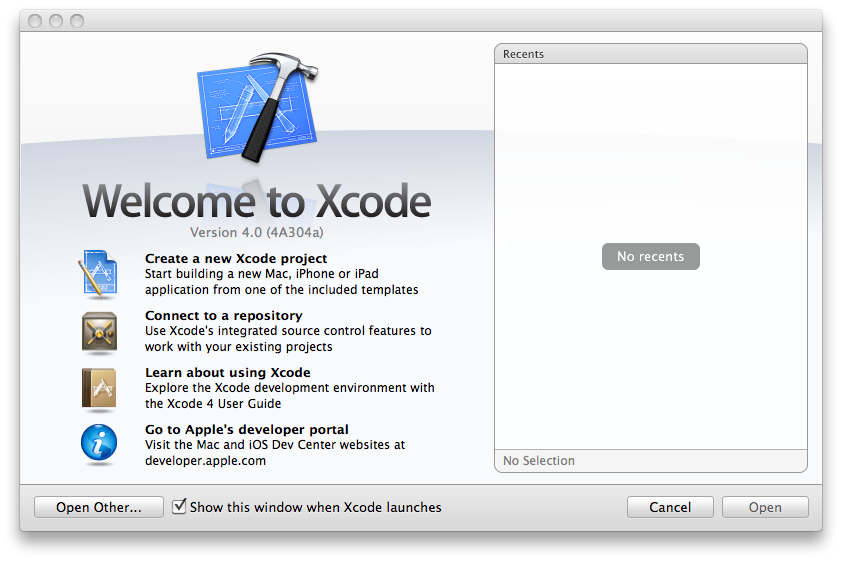 Welcome to Xcode
Version 4.0 (4A304a)
Create a new Xcode project
Start building a new Mac, iPhone or iPad
application from one of the included templates
Connect to a repository
Use Xcode's integrated source control features to
work with your existing projects
Learn about using Xcode
Explore the Xcode development environment with
the Xcode 4 User Guide
Go to Apple's developer portal
Visit the Mac and iOS Dev Center websites at
developer.apple.com
Recents
No recents
No Selection
Open Other...
Show this window when Xcode launches
Cancel
Open